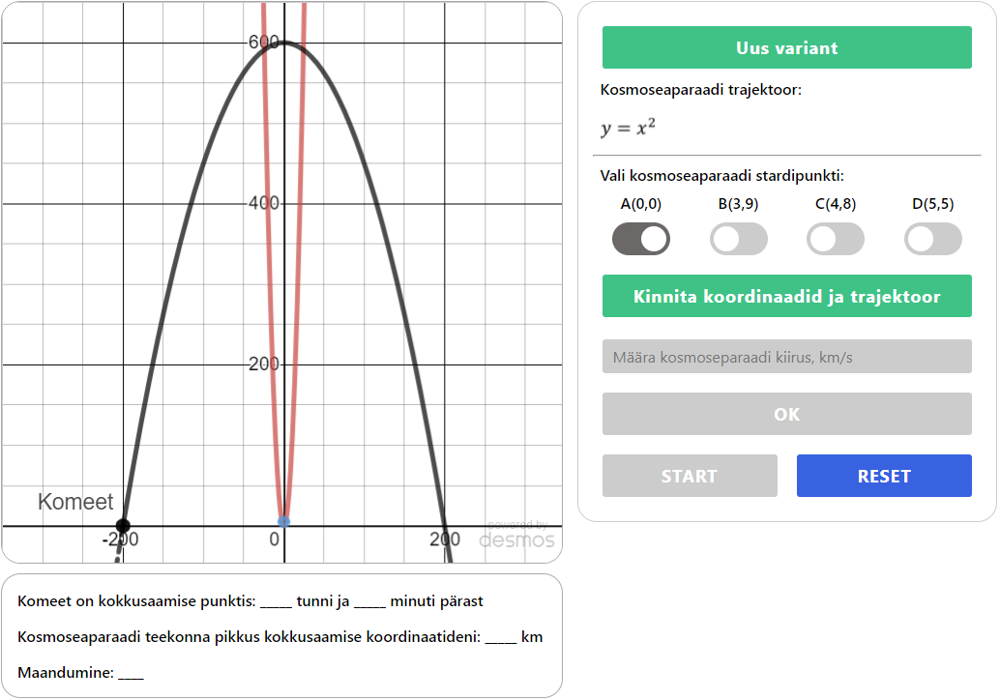 600
400
200
Komeet
-200
0
200
powered by
desmos
Komeet on kokkusaamise punktis: ____ tunni ja ____ minuti pärast
Kosmoseaparaadi teekonna pikkus kokkusaamise koordinaatideni: ____ km
Maandumine: ___
Uus variant
Kosmoseaparaadi trajektoor:
y = x²
Vali kosmoseaparaadi stardipunkti:
A(0,0) B(3,9) C(4,8) D(5,5)
Kinnita koordinaadid ja trajektoor
Määra kosmoseparaadi kiirus, km/s
OK
START RESET